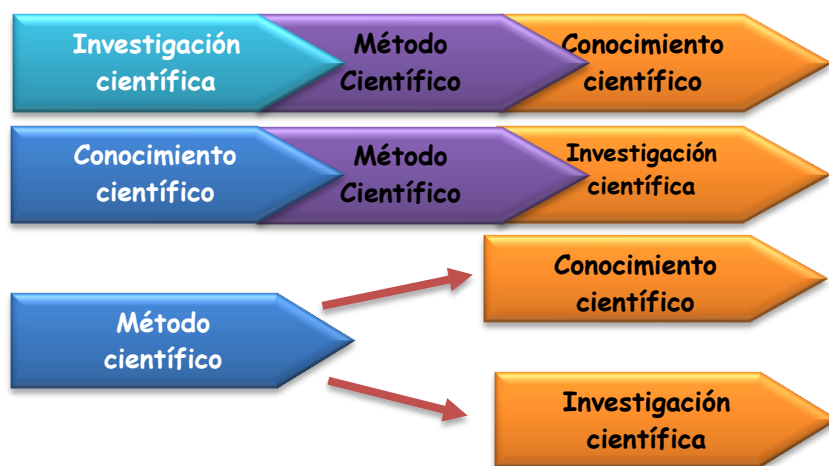 Investigación
científica
Método
Científico
Conocimiento
científico
Conocimiento
científico
Método
Científico
Investigación
científica
Método
científico
Conocimiento
científico
Investigación
científica